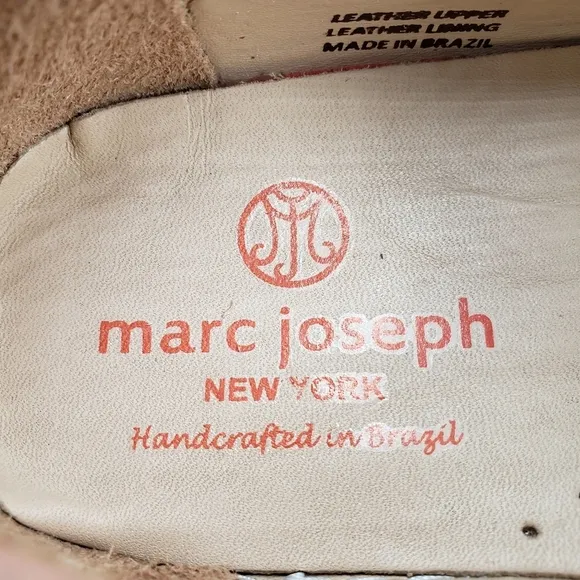 LEATHER UPPER
LEATHER LINING
MADE IN BRAZIL
marc joseph
NEW YORK
Handcrafted in Brazil